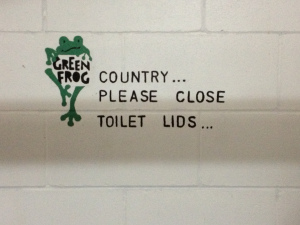 GREEN
FROG
COUNTRY...
PLEASE CLOSE
TOILET LIDS...